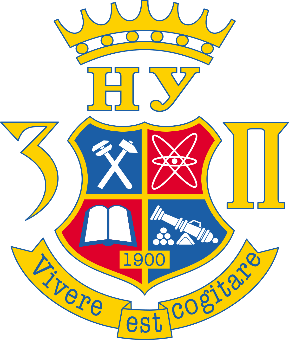 НУ
З П
1900
Vivere est cogitare